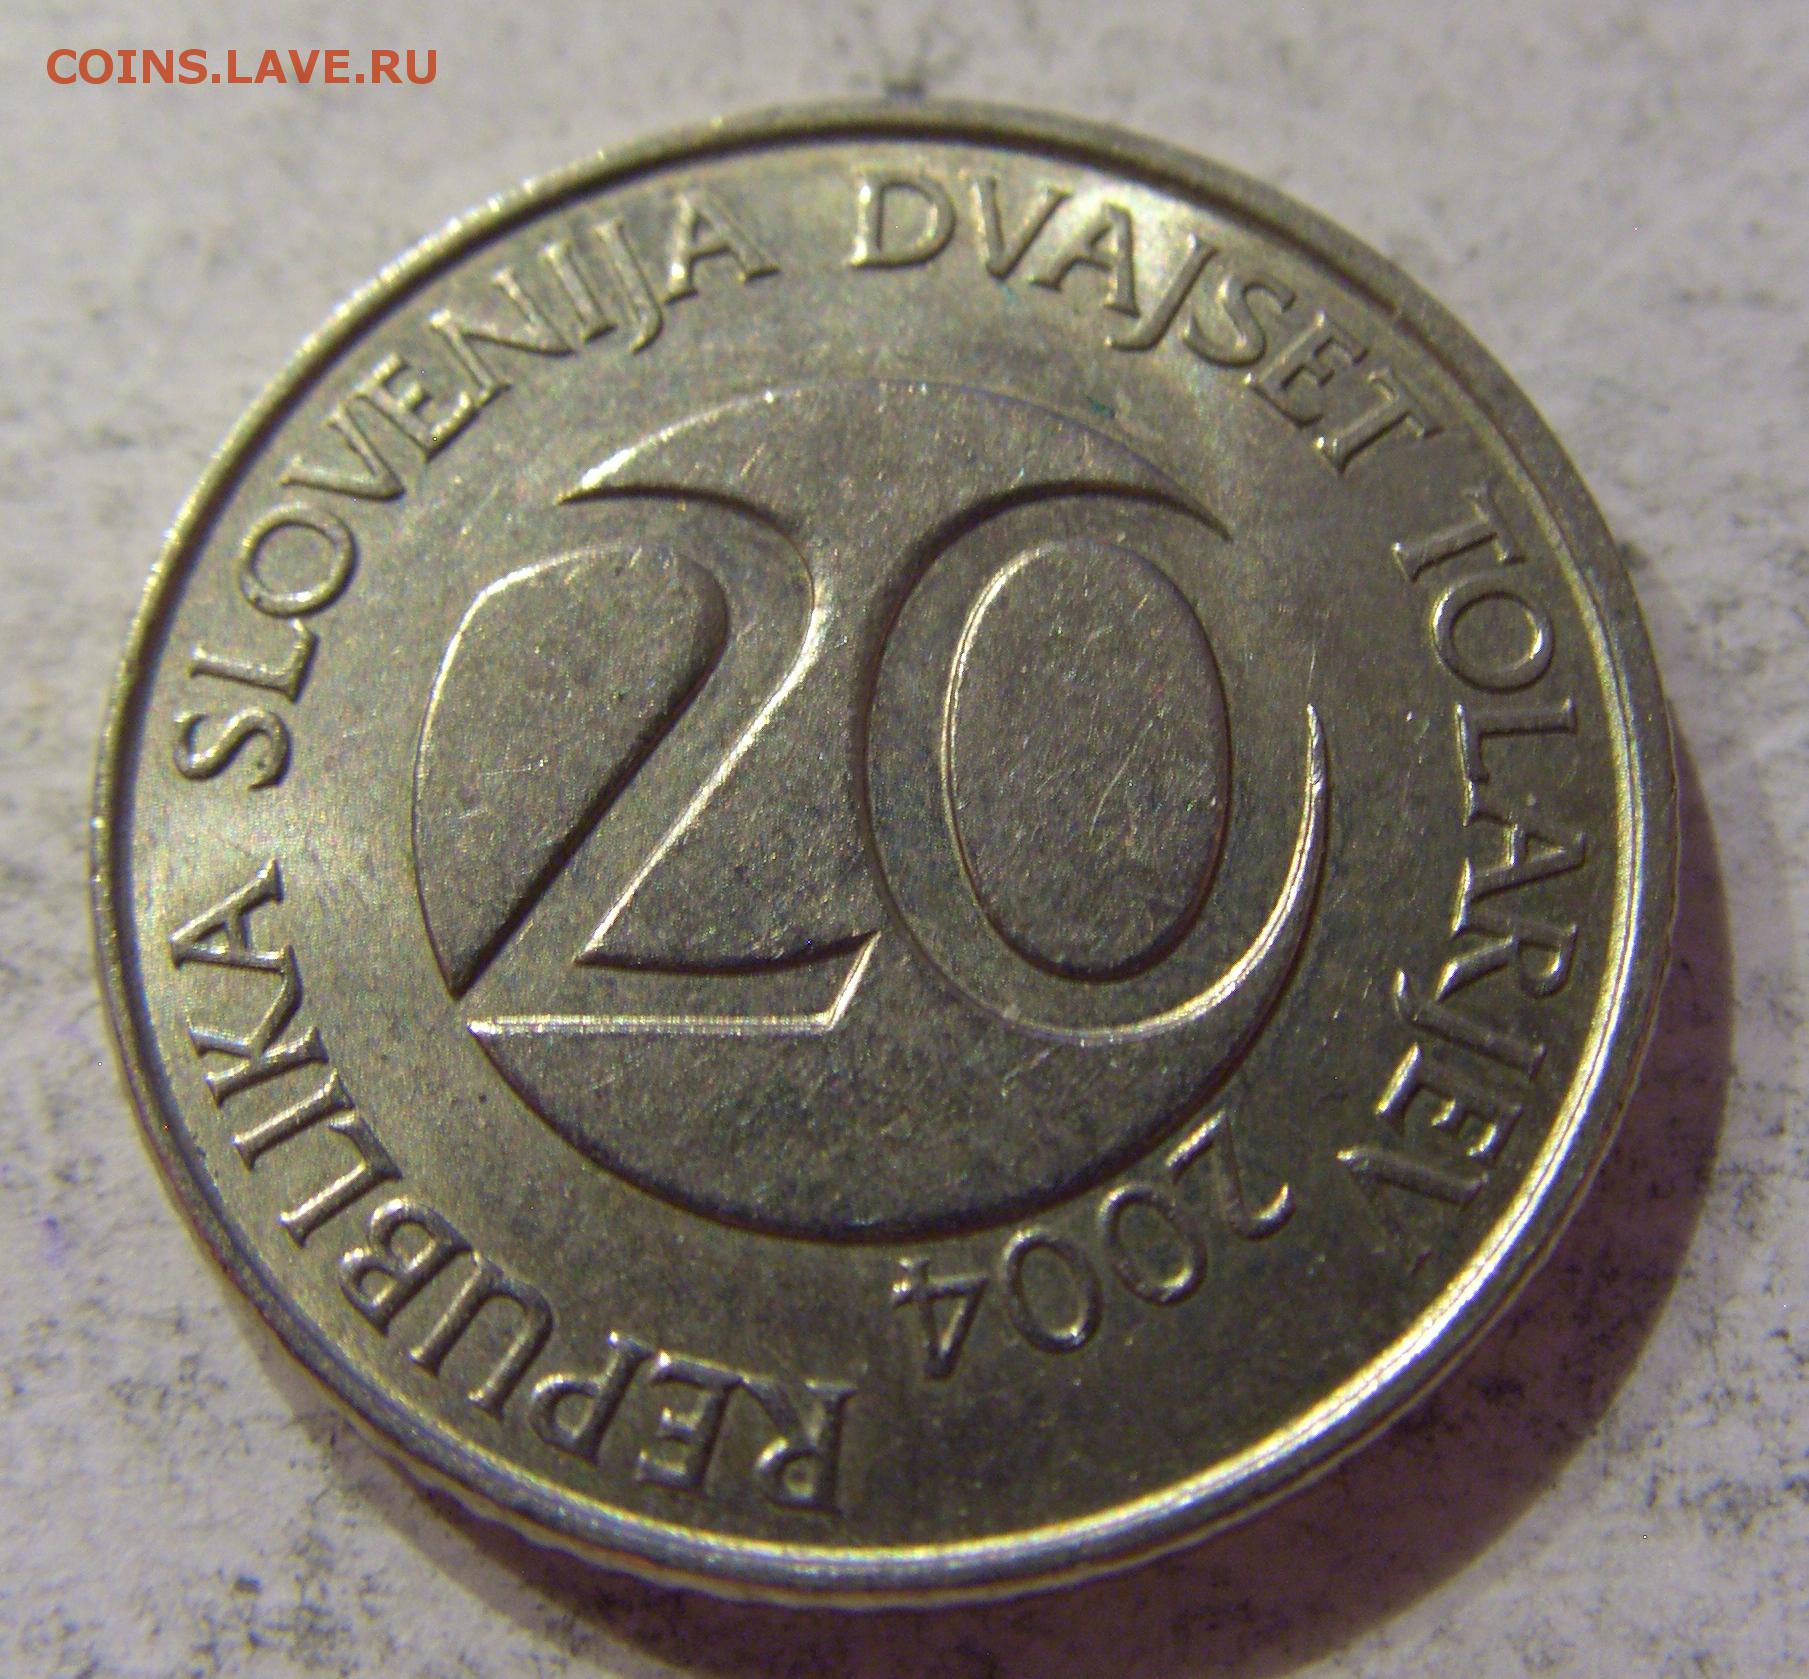 COINS.LAVE.RU
REPUBLIKA SLOVENIJA DVAJSET TOLARJEV
20
2004